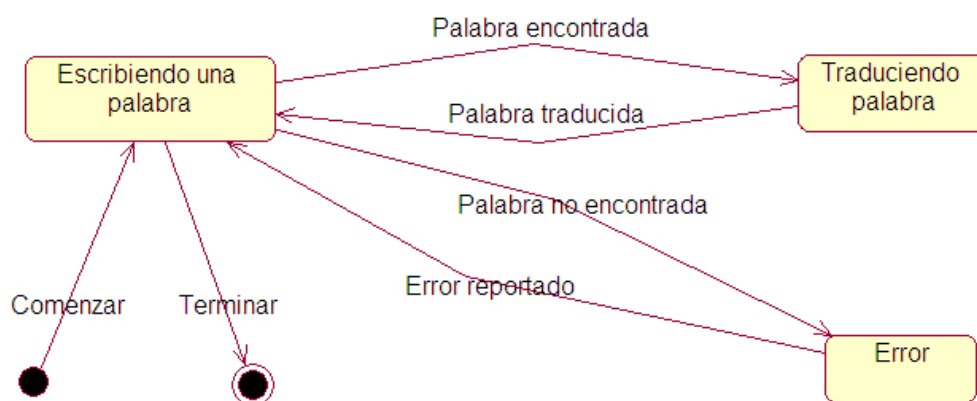 Palabra encontrada
Escribiendo una
palabra
Traduciendo
palabra
Palabra traducida
Palabra no encontrada
Error reportado
Comenzar
Terminar
Error